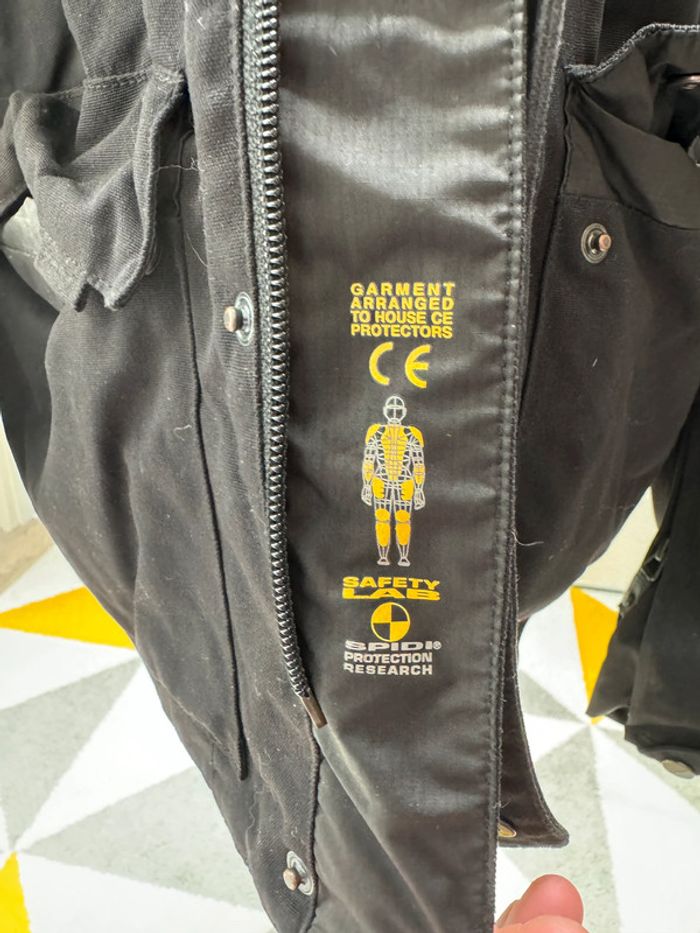 GARMENT
ARRANGED
TO HOUSE CE
PROTECTORS
CE
SAFETY
LAB
SPIDI®
PROTECTION
RESEARCH